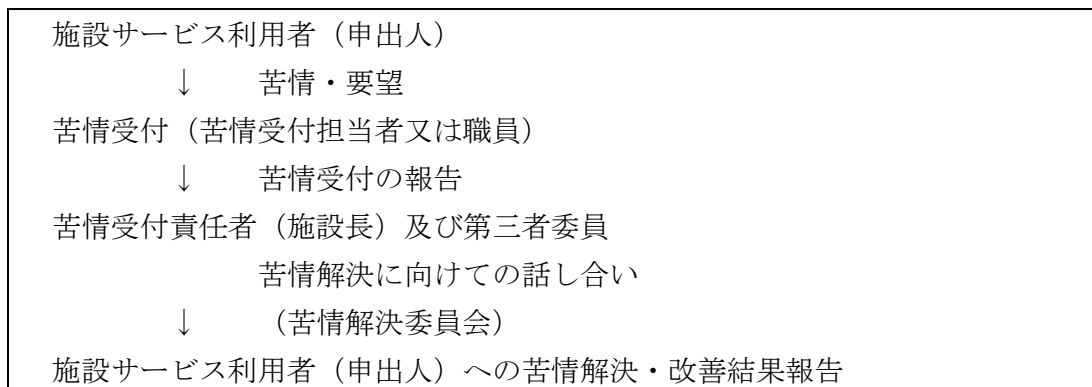 施設サービス利用者（申出人）
↓　苦情・要望
苦情受付（苦情受付担当者又は職員）
↓　苦情受付の報告
苦情受付責任者（施設長）及び第三者委員
苦情解決に向けての話し合い
↓　（苦情解決委員会）
施設サービス利用者（申出人）への苦情解決・改善結果報告